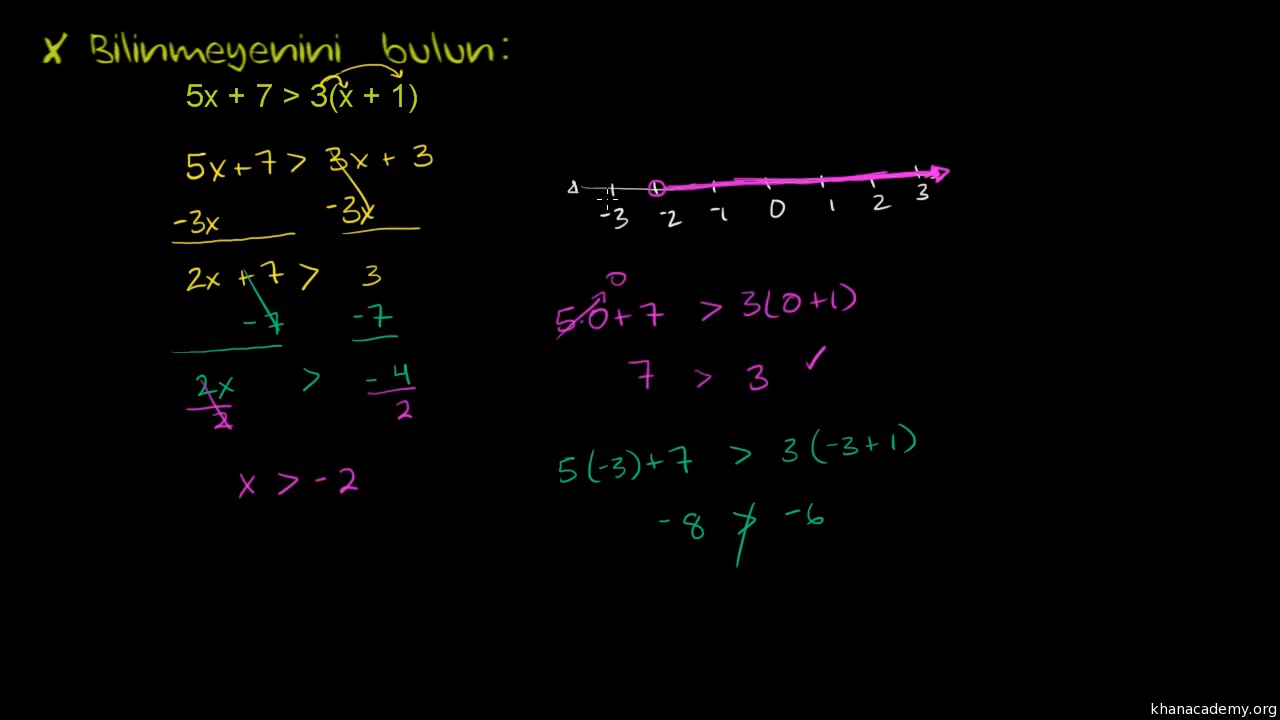 x Bilinmeyenini bulun:
5x + 7 > 3(x + 1)
5x + 7 > 3x + 3
-3x -3x
2x + 7 > 3
-7 -7
2x > -4
2 2
x > -2
-3 -2 -1 0 1 2 3
0
5·0 + 7 > 3(0+1)
7 > 3 ✓
5(-3)+7 > 3(-3+1)
-8 ≯ -6
khanacademy.org